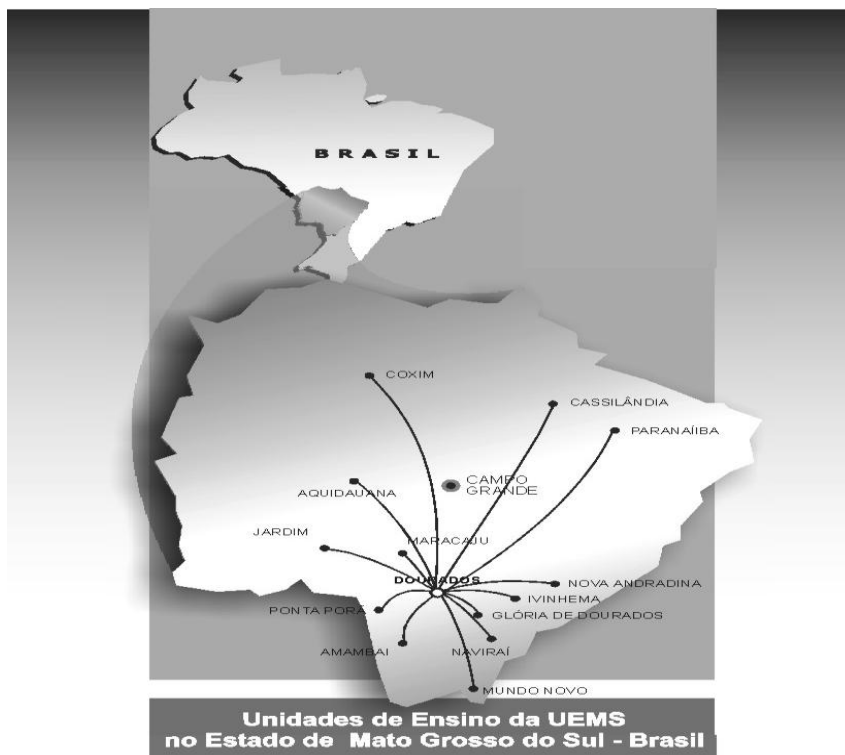 BRASIL
COXIM
CASSILÂNDIA
PARANAÍIBA
CAMPO
GRANDE
AQUIDAUANA
JARDIM
MARACAJU
DOURADOS
NOVA ANDRADINA
IVINHEMA
PONTA PORÃ
GLÓRIA DE DOURADOS
AMAMBAI
NAVIRAÍ
MUNDO NOVO
Unidades de Ensino da UEMS
no Estado de Mato Grosso do Sul - Brasil